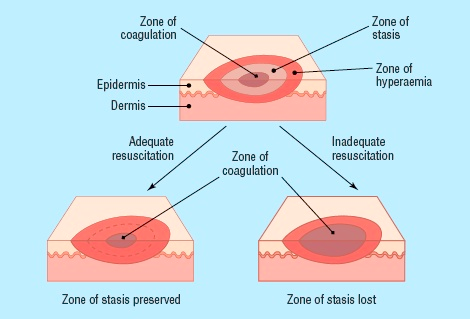 Zone of
coagulation
Zone of
stasis
Zone of
hyperaemia
Epidermis
Dermis
Adequate
resuscitation
Inadequate
resuscitation
Zone of
coagulation
Zone of stasis preserved
Zone of stasis lost